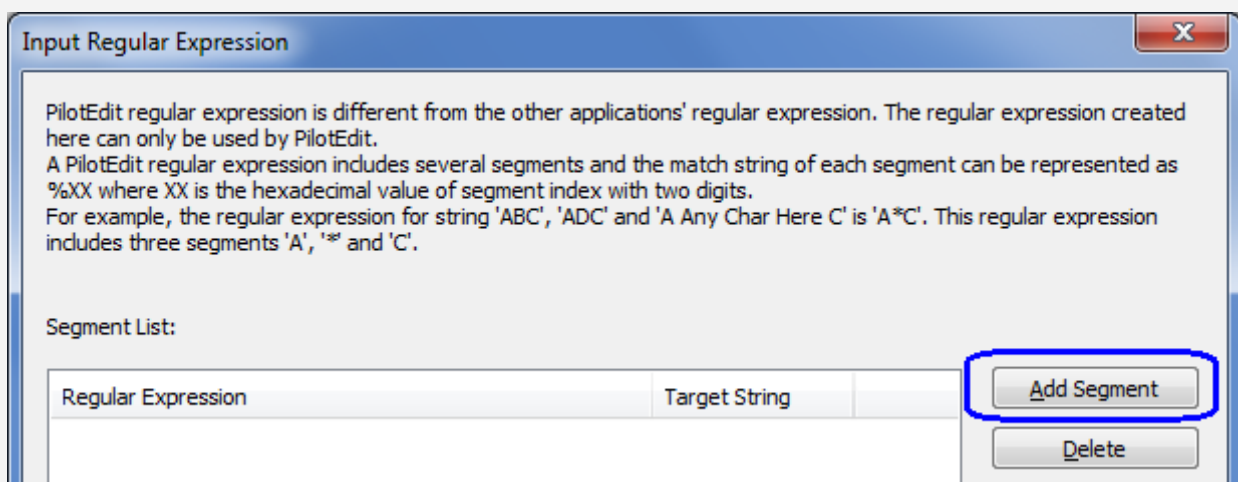 Input Regular Expression
PilotEdit regular expression is different from the other applications' regular expression. The regular expression created
here can only be used by PilotEdit.
A PilotEdit regular expression includes several segments and the match string of each segment can be represented as
%XX where XX is the hexadecimal value of segment index with two digits.
For example, the regular expression for string 'ABC', 'ADC' and 'A Any Char Here C' is 'A*C'. This regular expression
includes three segments 'A', '*' and 'C'.
Segment List:
Regular Expression Target String
Add Segment
Delete